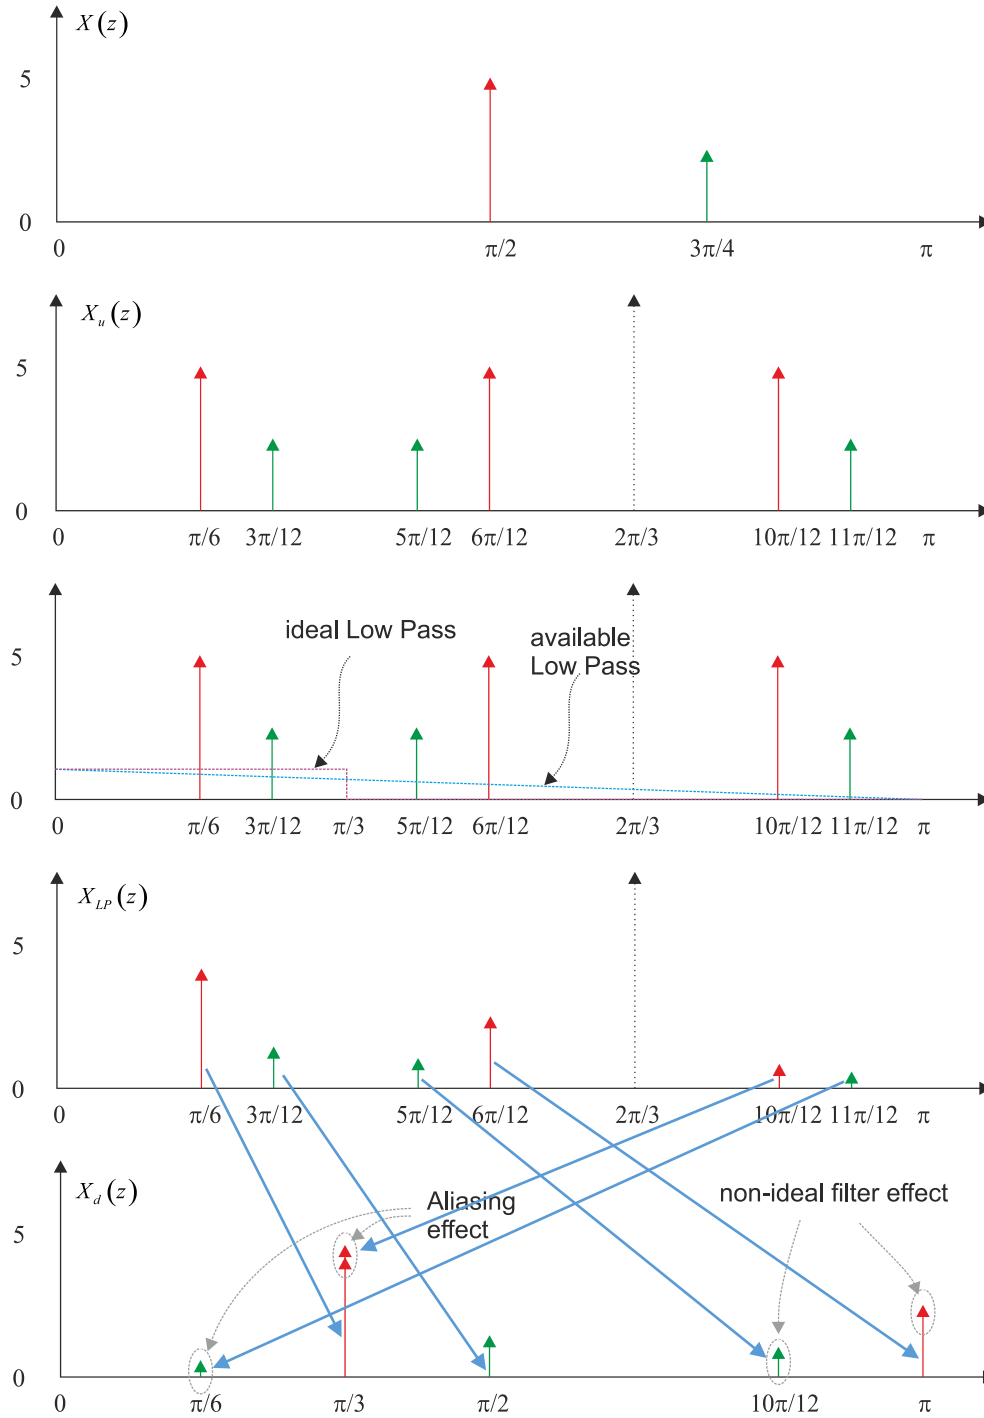 X(z)
5
0
0 π/2 3π/4 π
X_u(z)
5
0
0 π/6 3π/12 5π/12 6π/12 2π/3 10π/12 11π/12 π
ideal Low Pass
available
Low Pass
5
0
0 π/6 3π/12 π/3 5π/12 6π/12 2π/3 10π/12 11π/12 π
X_LP(z)
5
0
0 π/6 3π/12 5π/12 6π/12 2π/3 10π/12 11π/12 π
X_d(z)
Aliasing
effect
non-ideal filter effect
5
0
0 π/6 π/3 π/2 10π/12 π